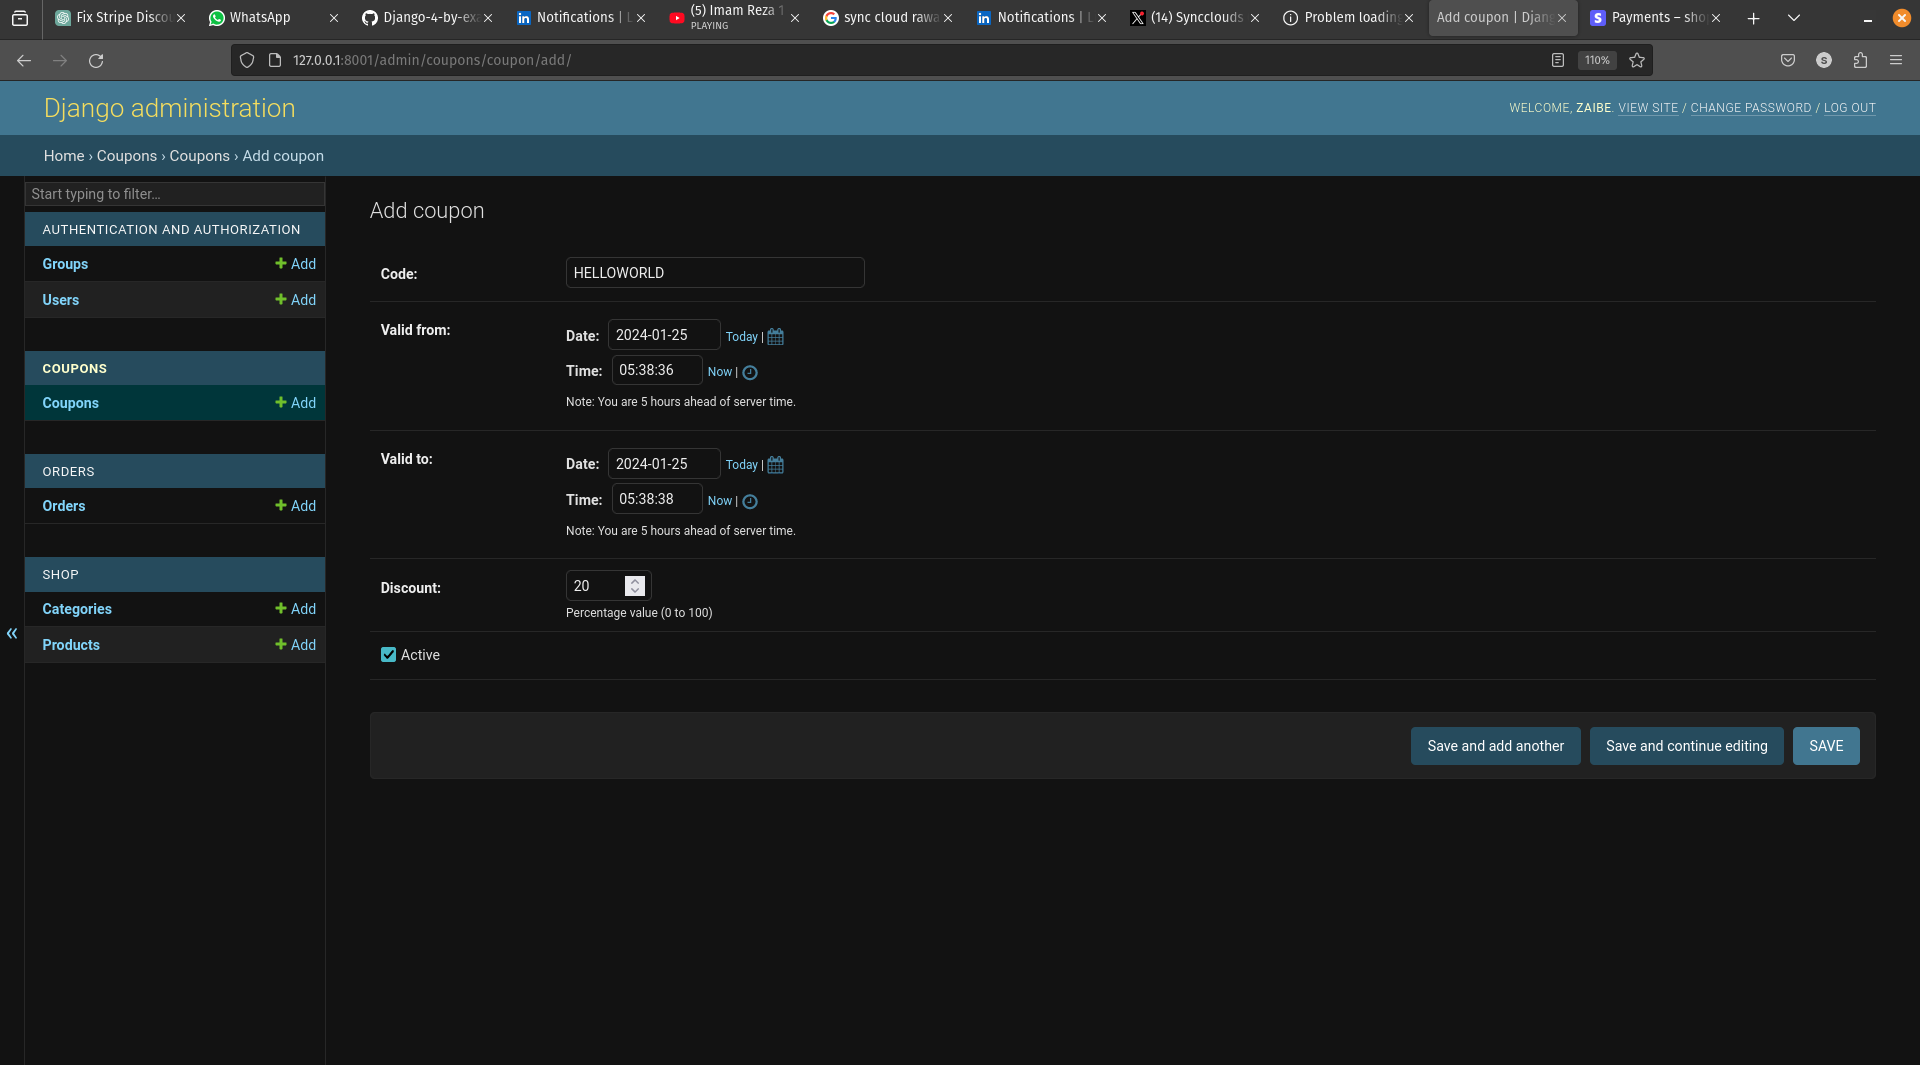 Fix Stripe Disco
WhatsApp
Django-4-by-exa
Notifications | L
(5) Imam Reza 1
PLAYING
sync cloud rawa
Notifications | L
(14) Syncclouds
Problem loading
Add coupon | Djang
Payments – shop
127.0.0.1:8001/admin/coupons/coupon/add/
110%
S
Django administration
WELCOME, ZAIBE. VIEW SITE / CHANGE PASSWORD / LOG OUT
Home › Coupons › Coupons › Add coupon
Start typing to filter…
AUTHENTICATION AND AUTHORIZATION
Groups + Add
Users + Add
COUPONS
Coupons + Add
ORDERS
Orders + Add
SHOP
Categories + Add
Products + Add
«
Add coupon
Code: HELLOWORLD
Valid from:
Date: 2024-01-25 Today |
Time: 05:38:36 Now |
Note: You are 5 hours ahead of server time.
Valid to:
Date: 2024-01-25 Today |
Time: 05:38:38 Now |
Note: You are 5 hours ahead of server time.
Discount: 20
Percentage value (0 to 100)
Active
Save and add another
Save and continue editing
SAVE